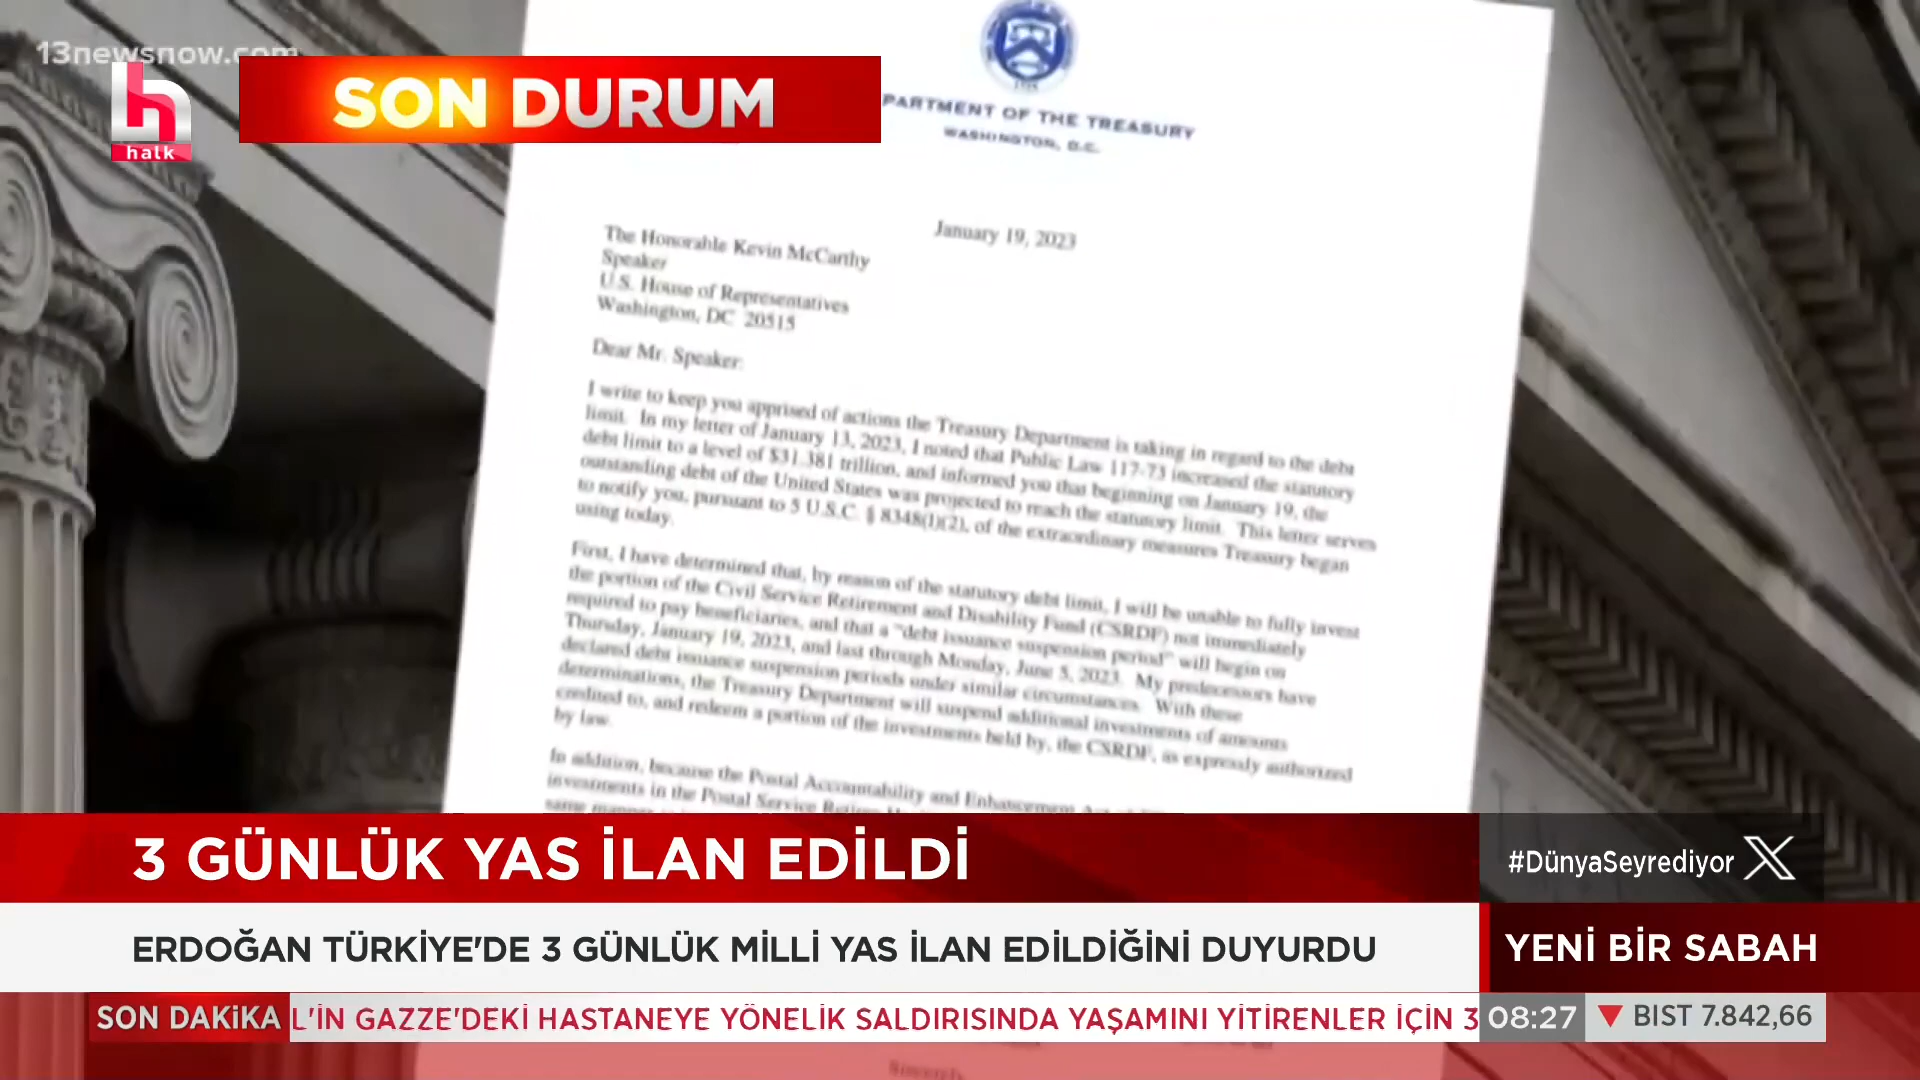 13newsnow.com
h
halk
SON DURUM
PARTMENT OF THE TREASURY
WASHINGTON, D.C.
January 19, 2023
The Honorable Kevin McCarthy
Speaker
U.S. House of Representatives
Washington, DC 20515
Dear Mr. Speaker:
I write to keep you apprised of actions the Treasury Department is taking in regard to the debt
limit. In my letter of January 13, 2023, I noted that Public Law 117-73 increased the statutory
debt limit to a level of $31.381 trillion, and informed you that beginning on January 19, the
outstanding debt of the United States was projected to reach the statutory limit. This letter serves
to notify you, pursuant to 5 U.S.C. § 8348(l)(2), of the extraordinary measures Treasury began
using today.
First, I have determined that, by reason of the statutory debt limit, I will be unable to fully invest
the portion of the Civil Service Retirement and Disability Fund (CSRDF) not immediately
required to pay beneficiaries, and that a "debt issuance suspension period" will begin on
Thursday, January 19, 2023, and last through Monday, June 5, 2023. My predecessors have
declared debt issuance suspension periods under similar circumstances. With these
determinations, the Treasury Department will suspend additional investments of amounts
credited to, and redeem a portion of the investments held by, the CSRDF, as expressly authorized
by law.
In addition, because the Postal Accountability and Enhancement
investments in the Postal Service
same manner
3 GÜNLÜK YAS İLAN EDİLDİ
#DünyaSeyrediyor X
ERDOĞAN TÜRKİYE'DE 3 GÜNLÜK MİLLİ YAS İLAN EDİLDİĞİNİ DUYURDU
YENİ BİR SABAH
SON DAKİKA L'İN GAZZE'DEKİ HASTANEYE YÖNELİK SALDIRISINDA YAŞAMINI YİTİRENLER İÇİN 3 08:27 BIST 7.842,66
Sincerely,